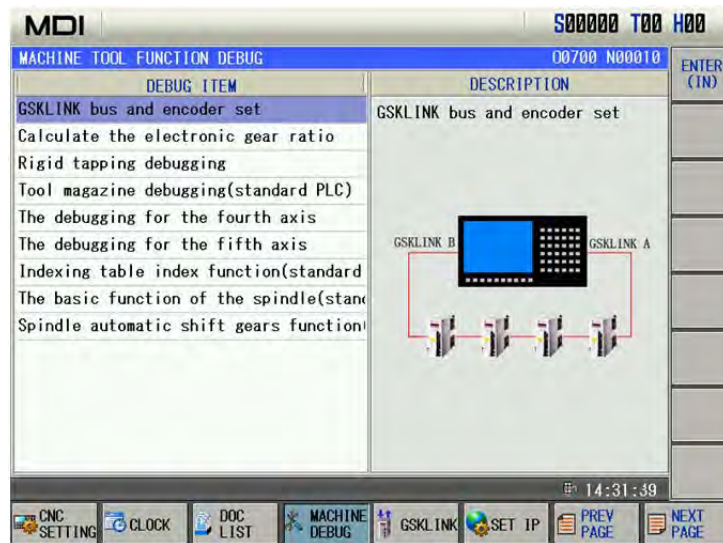 MDI
S00000 T00 H00
MACHINE TOOL FUNCTION DEBUG
O0700 N00010
ENTER
(IN)
DEBUG ITEM
DESCRIPTION
GSKLINK bus and encoder set
Calculate the electronic gear ratio
Rigid tapping debugging
Tool magazine debugging(standard PLC)
The debugging for the fourth axis
The debugging for the fifth axis
Indexing table index function(standard
The basic function of the spindle(stan
Spindle automatic shift gears function
GSKLINK bus and encoder set
GSKLINK B
GSKLINK A
14:31:39
CNC
SETTING
CLOCK
DOC
LIST
MACHINE
DEBUG
GSKLINK
SET IP
PREV
PAGE
NEXT
PAGE